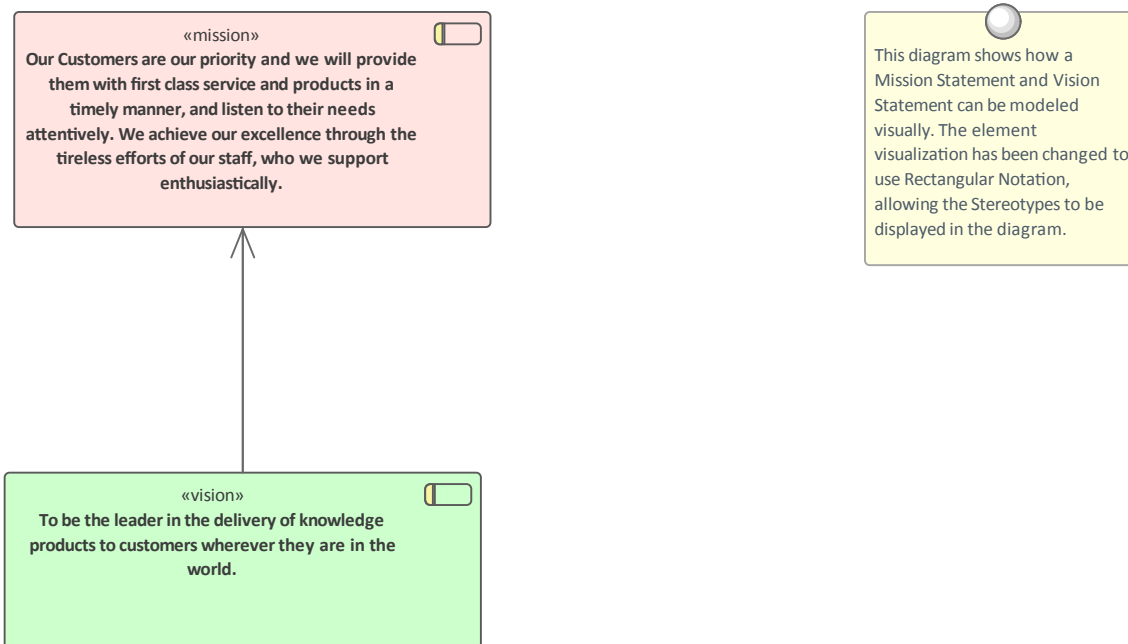 «mission»
Our Customers are our priority and we will provide
them with first class service and products in a
timely manner, and listen to their needs
attentively. We achieve our excellence through the
tireless efforts of our staff, who we support
enthusiastically.
This diagram shows how a
Mission Statement and Vision
Statement can be modeled
visually. The element
visualization has been changed to
use Rectangular Notation,
allowing the Stereotypes to be
displayed in the diagram.
«vision»
To be the leader in the delivery of knowledge
products to customers wherever they are in the
world.